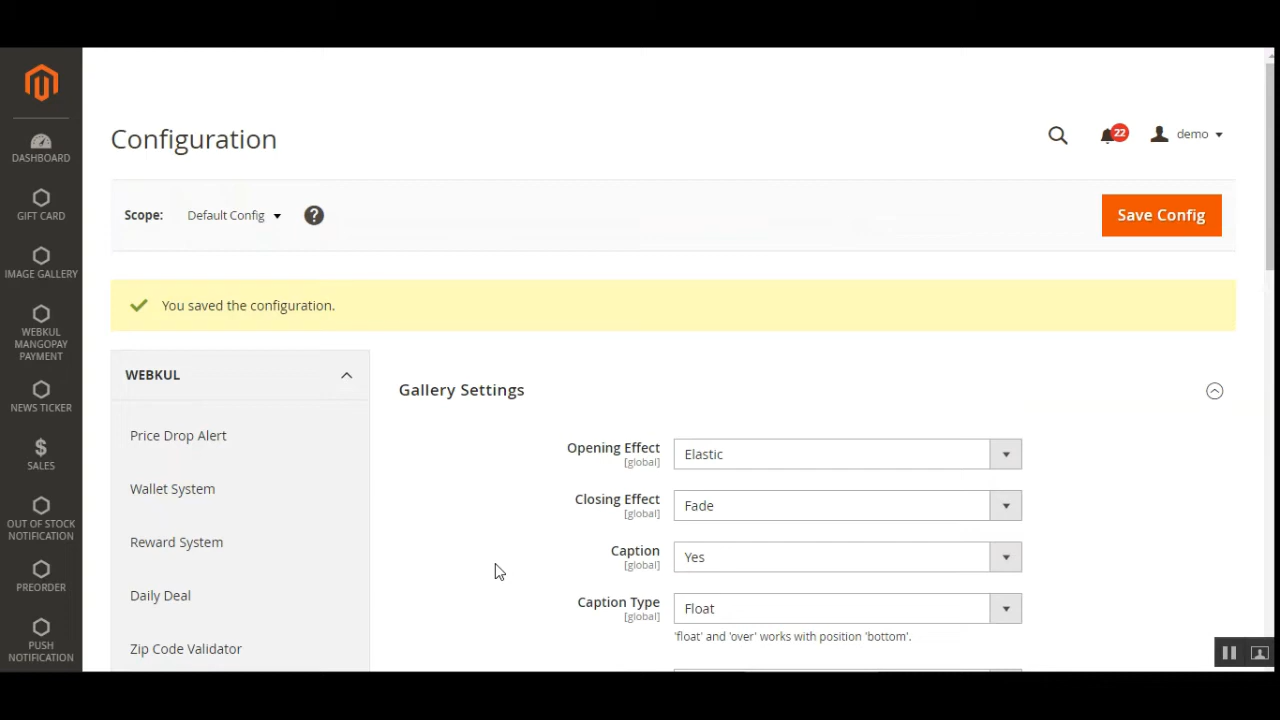 Configuration
22
demo
Scope:
Default Config
?
Save Config
You saved the configuration.
DASHBOARD
GIFT CARD
IMAGE GALLERY
WEBKUL
MANGOPAY
PAYMENT
NEWS TICKER
$
SALES
OUT OF STOCK
NOTIFICATION
PREORDER
PUSH
NOTIFICATION
WEBKUL
Price Drop Alert
Wallet System
Reward System
Daily Deal
Zip Code Validator
Gallery Settings
Opening Effect
[global]
Elastic
Closing Effect
[global]
Fade
Caption
[global]
Yes
Caption Type
[global]
Float
'float' and 'over' works with position 'bottom'.